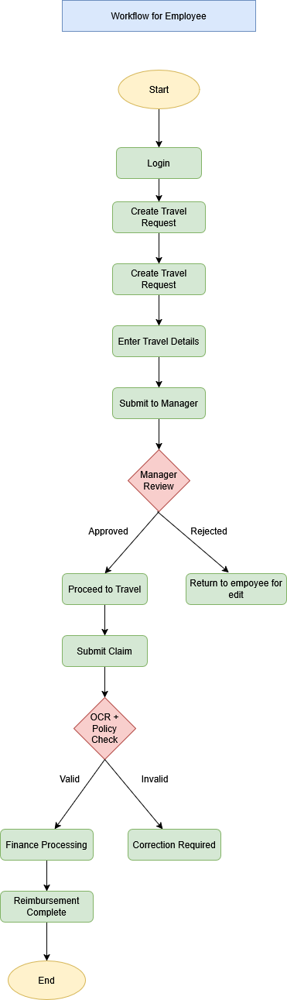 Workflow for Employee
Start
Login
Create Travel
Request
Create Travel
Request
Enter Travel Details
Submit to Manager
Manager
Review
Approved
Rejected
Proceed to Travel
Return to empoyee for
edit
Submit Claim
OCR +
Policy
Check
Valid
Invalid
Finance Processing
Correction Required
Reimbursement
Complete
End